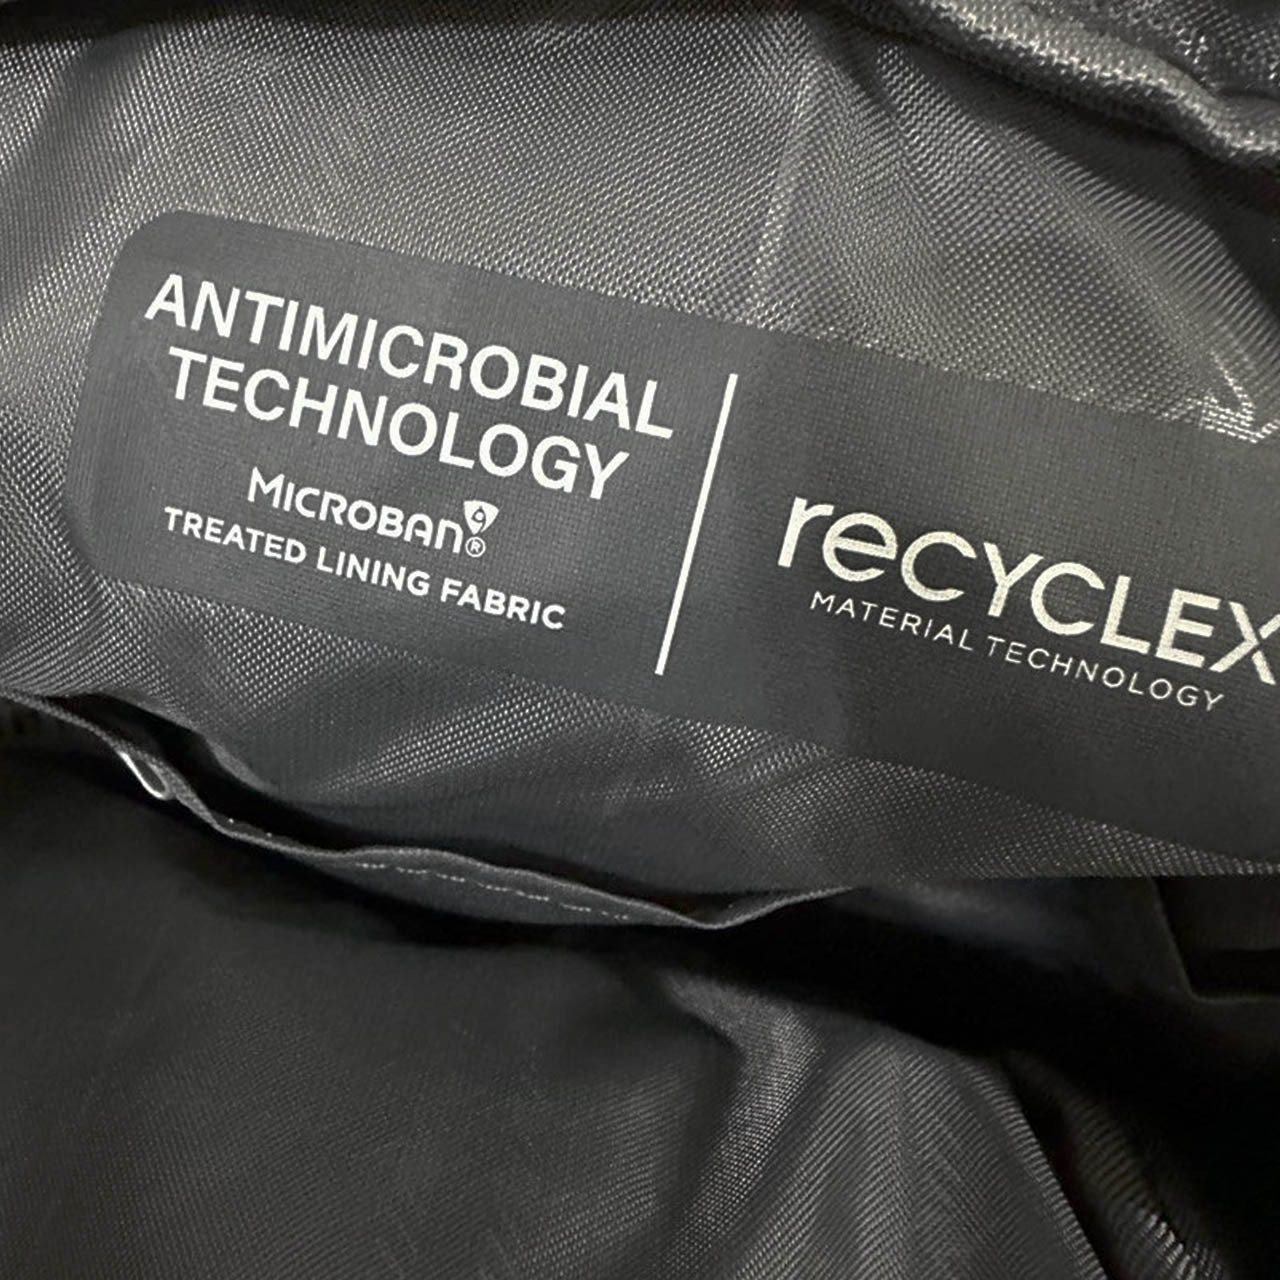 ANTIMICROBIAL
TECHNOLOGY
MICROBAN®
TREATED LINING FABRIC
reCYCLEX
MATERIAL TECHNOLOGY